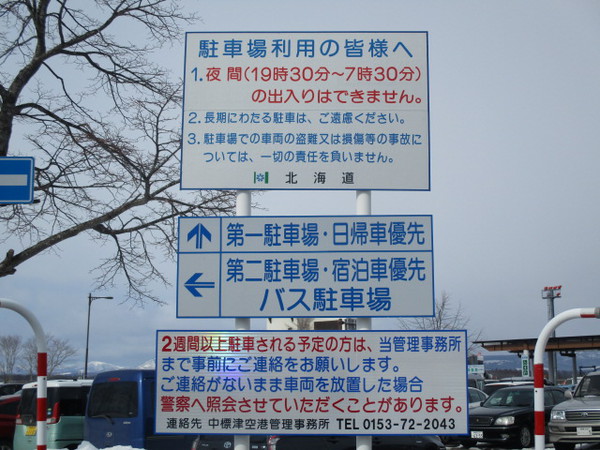 駐車場利用の皆様へ
1.夜間(19時30分～7時30分)
の出入りはできません。
2.長期にわたる駐車は、ご遠慮ください。
3.駐車場での車両の盗難又は損傷等の事故に
ついては、一切の責任を負いません。
北海道
第一駐車場・日帰車優先
第二駐車場・宿泊車優先
バス駐車場
2週間以上駐車される予定の方は、当管理事務所
まで事前にご連絡をお願いします。
ご連絡がないまま車両を放置した場合
警察へ照会させていただくことがあります。
連絡先 中標津空港管理事務所 TEL 0153-72-2043